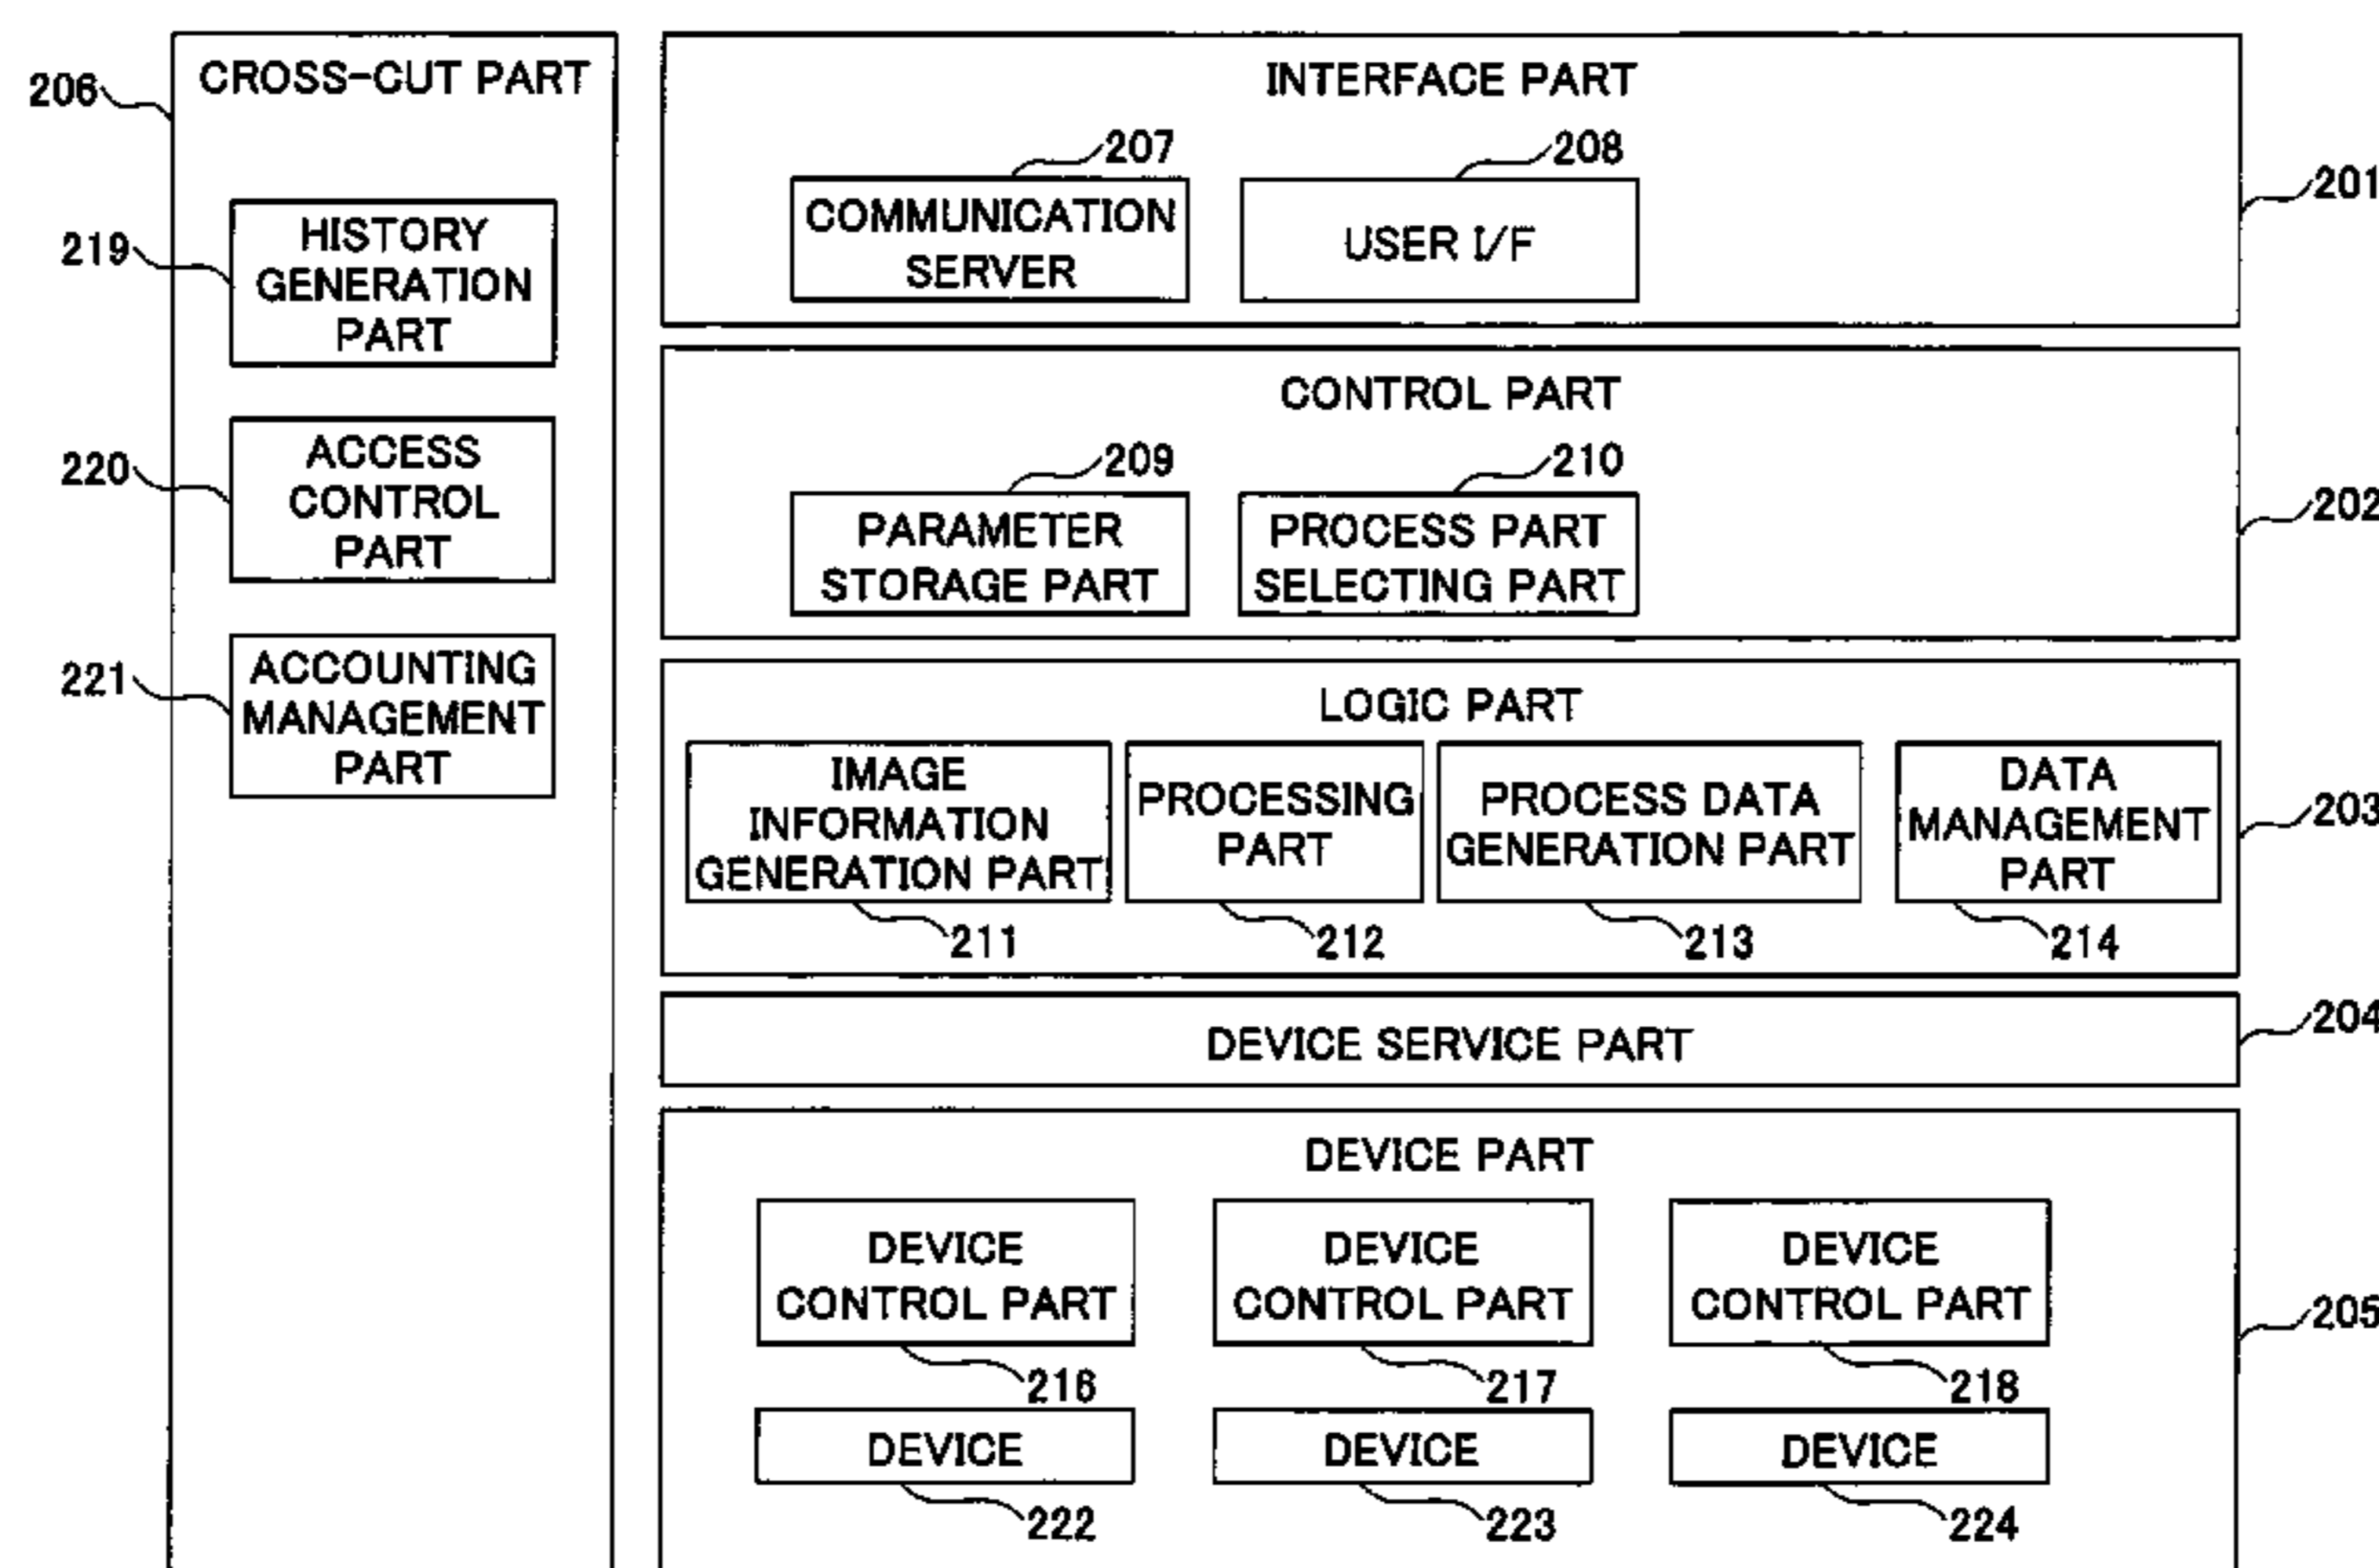 206
CROSS-CUT PART
219
HISTORY
GENERATION
PART
220
ACCESS
CONTROL
PART
221
ACCOUNTING
MANAGEMENT
PART
INTERFACE PART
207
208
COMMUNICATION
SERVER
USER I/F
201
CONTROL PART
209
210
PARAMETER
STORAGE PART
PROCESS PART
SELECTING PART
202
LOGIC PART
IMAGE
INFORMATION
GENERATION PART
PROCESSING
PART
PROCESS DATA
GENERATION PART
DATA
MANAGEMENT
PART
203
211
212
213
214
DEVICE SERVICE PART
204
DEVICE PART
DEVICE
CONTROL PART
DEVICE
CONTROL PART
DEVICE
CONTROL PART
205
216
217
218
DEVICE
DEVICE
DEVICE
222
223
224